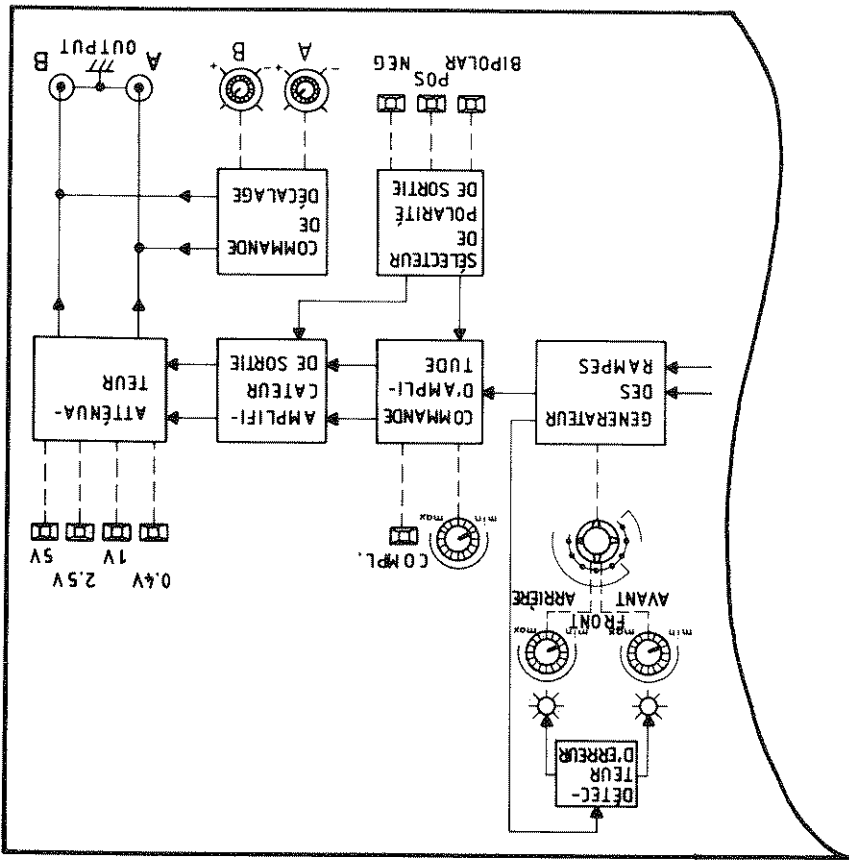 DÉTEC-
TEUR
D'ERREUR
min
max
min
max
FRONT
AVANT
ARRIÈRE
min
max
COMPL.
0.4V
1V
2.5V
5V
GENERATEUR
DES
RAMPES
COMMANDE
D'AMPLI-
TUDE
AMPLIFI-
CATEUR
DE SORTIE
ATTÉNUA-
TEUR
SÉLECTEUR
DE
POLARITÉ
DE SORTIE
COMMANDE
DE
DÉCALAGE
BIPOLAR
POS
NEG
- +
A
- +
B
A
OUTPUT
B